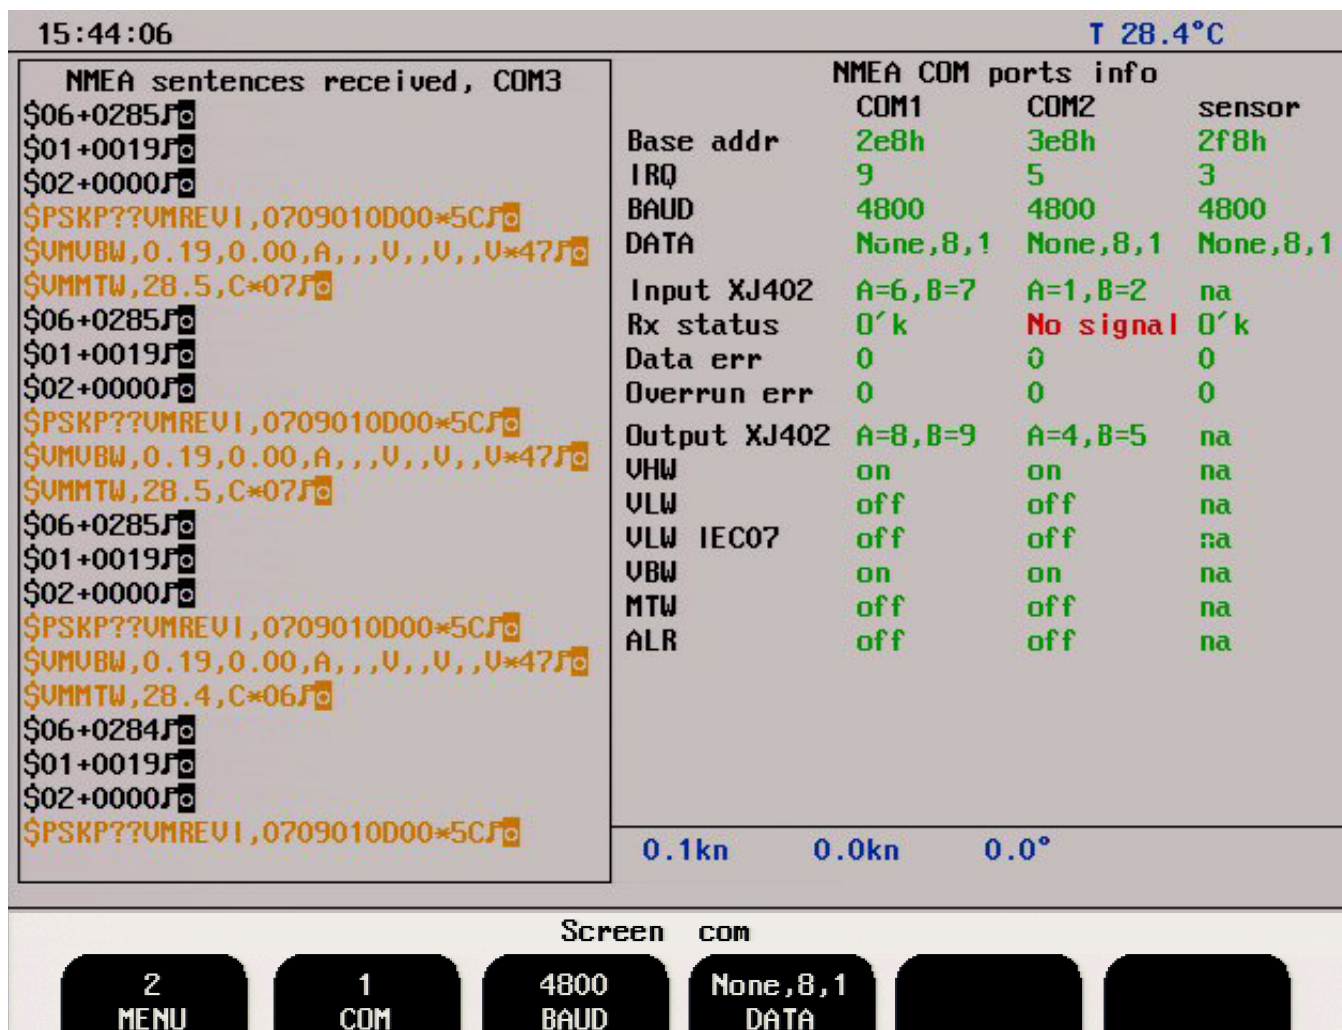 15:44:06
T 28.4°C
NMEA sentences received, COM3
$06+0285♪◘
$01+0019♪◘
$02+0000♪◘
$PSKP??VMREVI,0709010D00*5C♪◘
$VMVBW,0.19,0.00,A,,,V,,V,,V*47♪◘
$VMMTW,28.5,C*07♪◘
$06+0285♪◘
$01+0019♪◘
$02+0000♪◘
$PSKP??VMREVI,0709010D00*5C♪◘
$VMVBW,0.19,0.00,A,,,V,,V,,V*47♪◘
$VMMTW,28.5,C*07♪◘
$06+0285♪◘
$01+0019♪◘
$02+0000♪◘
$PSKP??VMREVI,0709010D00*5C♪◘
$VMVBW,0.19,0.00,A,,,V,,V,,V*47♪◘
$VMMTW,28.4,C*06♪◘
$06+0284♪◘
$01+0019♪◘
$02+0000♪◘
$PSKP??VMREVI,0709010D00*5C♪◘
NMEA COM ports info
COM1 COM2 sensor
Base addr 2e8h 3e8h 2f8h
IRQ 9 5 3
BAUD 4800 4800 4800
DATA None,8,1 None,8,1 None,8,1
Input XJ402 A=6,B=7 A=1,B=2 na
Rx status O´k No signal O´k
Data err 0 0 0
Overrun err 0 0 0
Output XJ402 A=8,B=9 A=4,B=5 na
VHW on on na
VLW off off na
VLW IEC07 off off na
VBW on on na
MTW off off na
ALR off off na
0.1kn 0.0kn 0.0°
Screen com
2 1 4800 None,8,1
MENU COM BAUD DATA